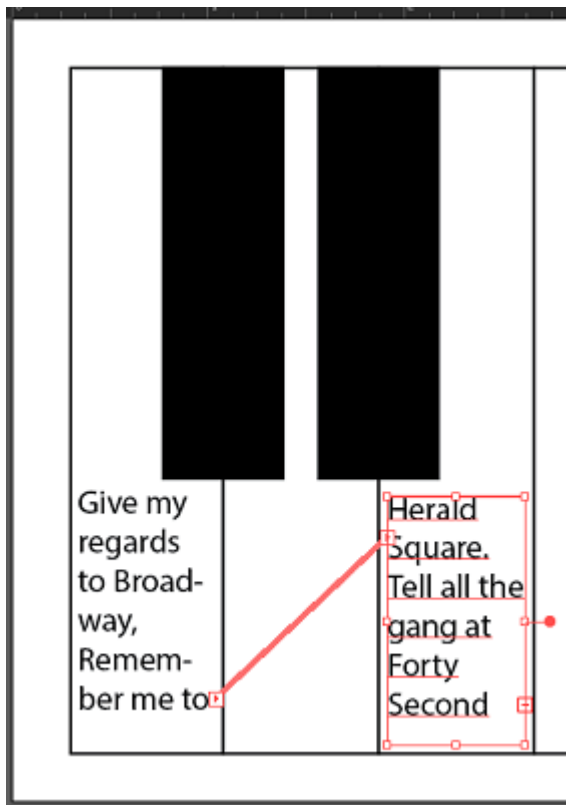 Give my
regards
to Broad-
way,
Remem-
ber me to
Herald
Square.
Tell all the
gang at
Forty
Second